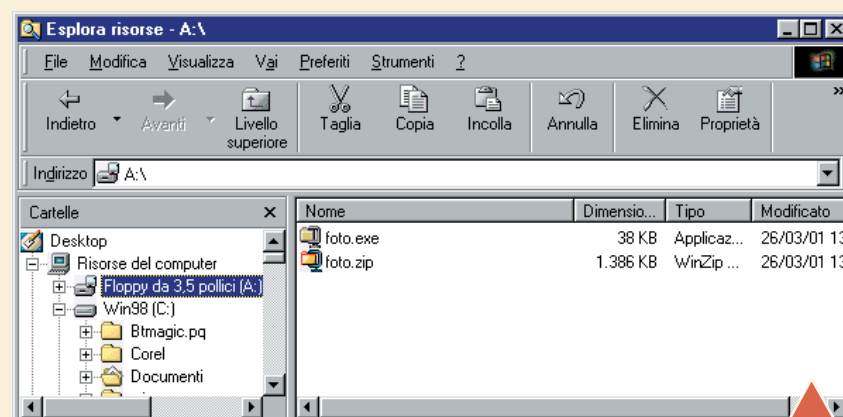 Esplora risorse - A:\
File Modifica Visualizza Vai Preferiti Strumenti ?
Indietro Avanti Livello superiore Taglia Copia Incolla Annulla Elimina Proprietà »
Indirizzo A:\
Cartelle
Nome Dimensio... Tipo Modificato
Desktop
Risorse del computer
Floppy da 3,5 pollici (A:)
Win98 (C:)
Btmagic.pq
Corel
Documenti
foto.exe 38 KB Applicaz... 26/03/01 13
foto.zip 1.386 KB WinZip ... 26/03/01 13